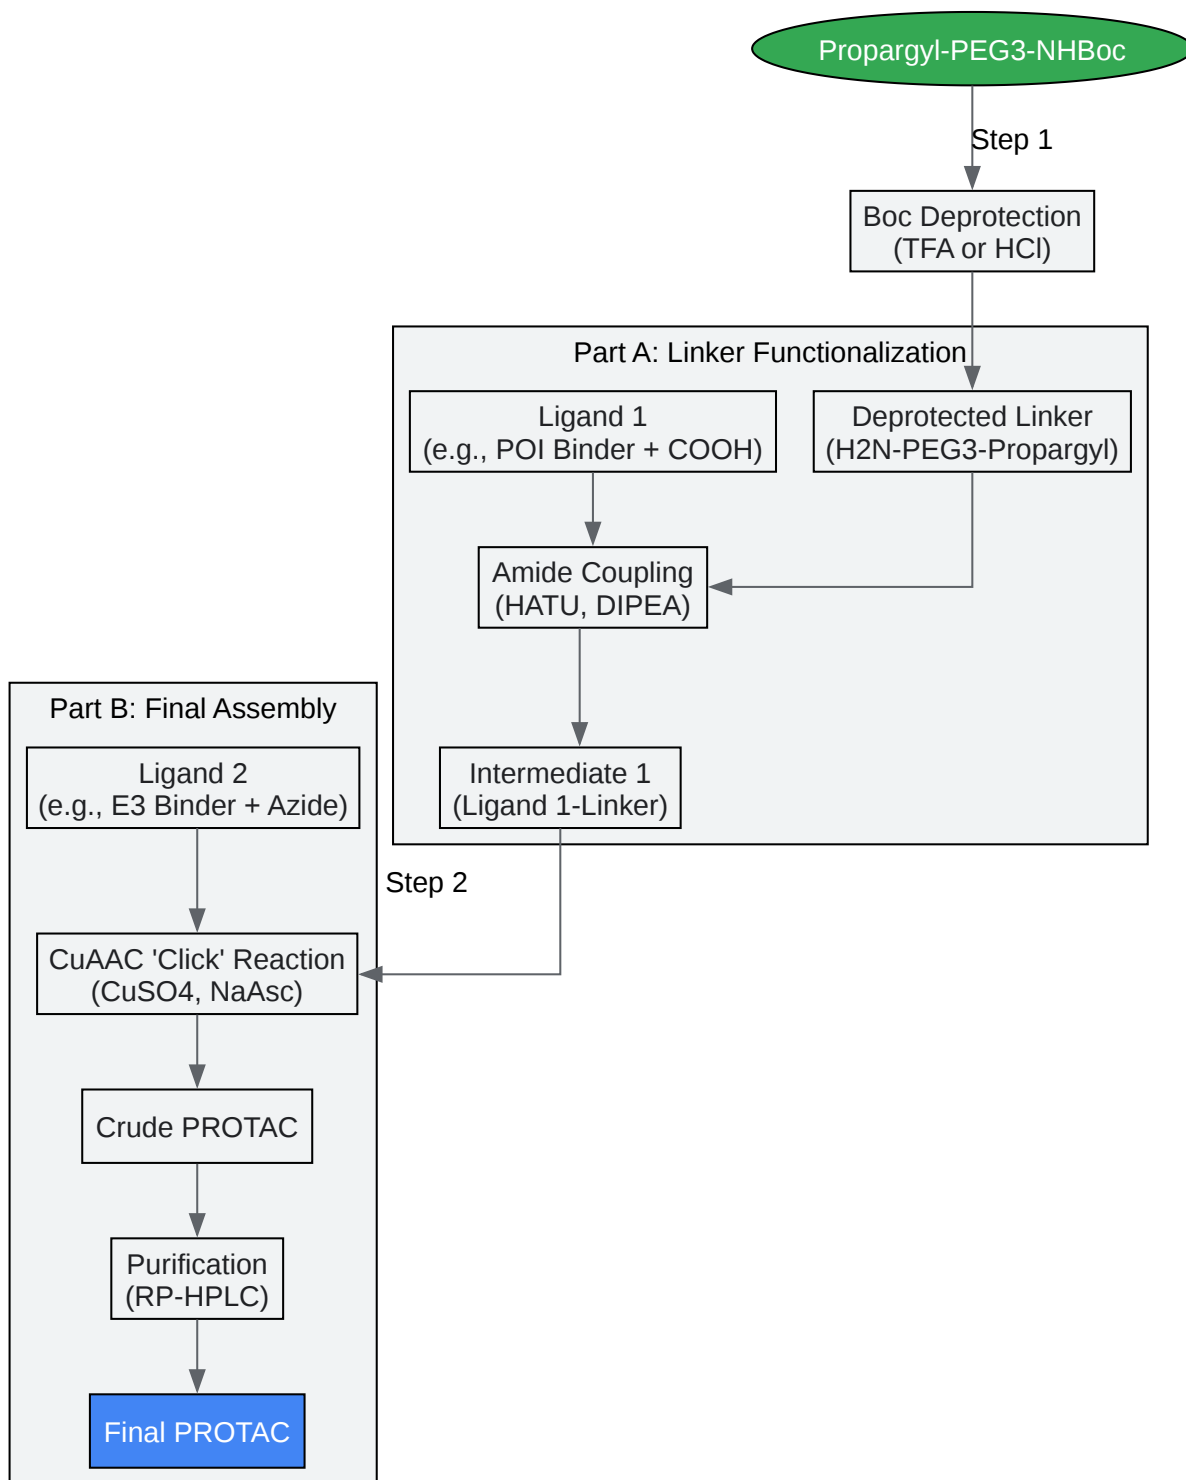 Propargyl-PEG3-NHBoc
Step 1
Boc Deprotection
(TFA or HCl)
Part A: Linker Functionalization
Ligand 1
(e.g., POI Binder + COOH)
Deprotected Linker
(H2N-PEG3-Propargyl)
Amide Coupling
(HATU, DIPEA)
Intermediate 1
(Ligand 1-Linker)
Part B: Final Assembly
Ligand 2
(e.g., E3 Binder + Azide)
Step 2
CuAAC 'Click' Reaction
(CuSO4, NaAsc)
Crude PROTAC
Purification
(RP-HPLC)
Final PROTAC